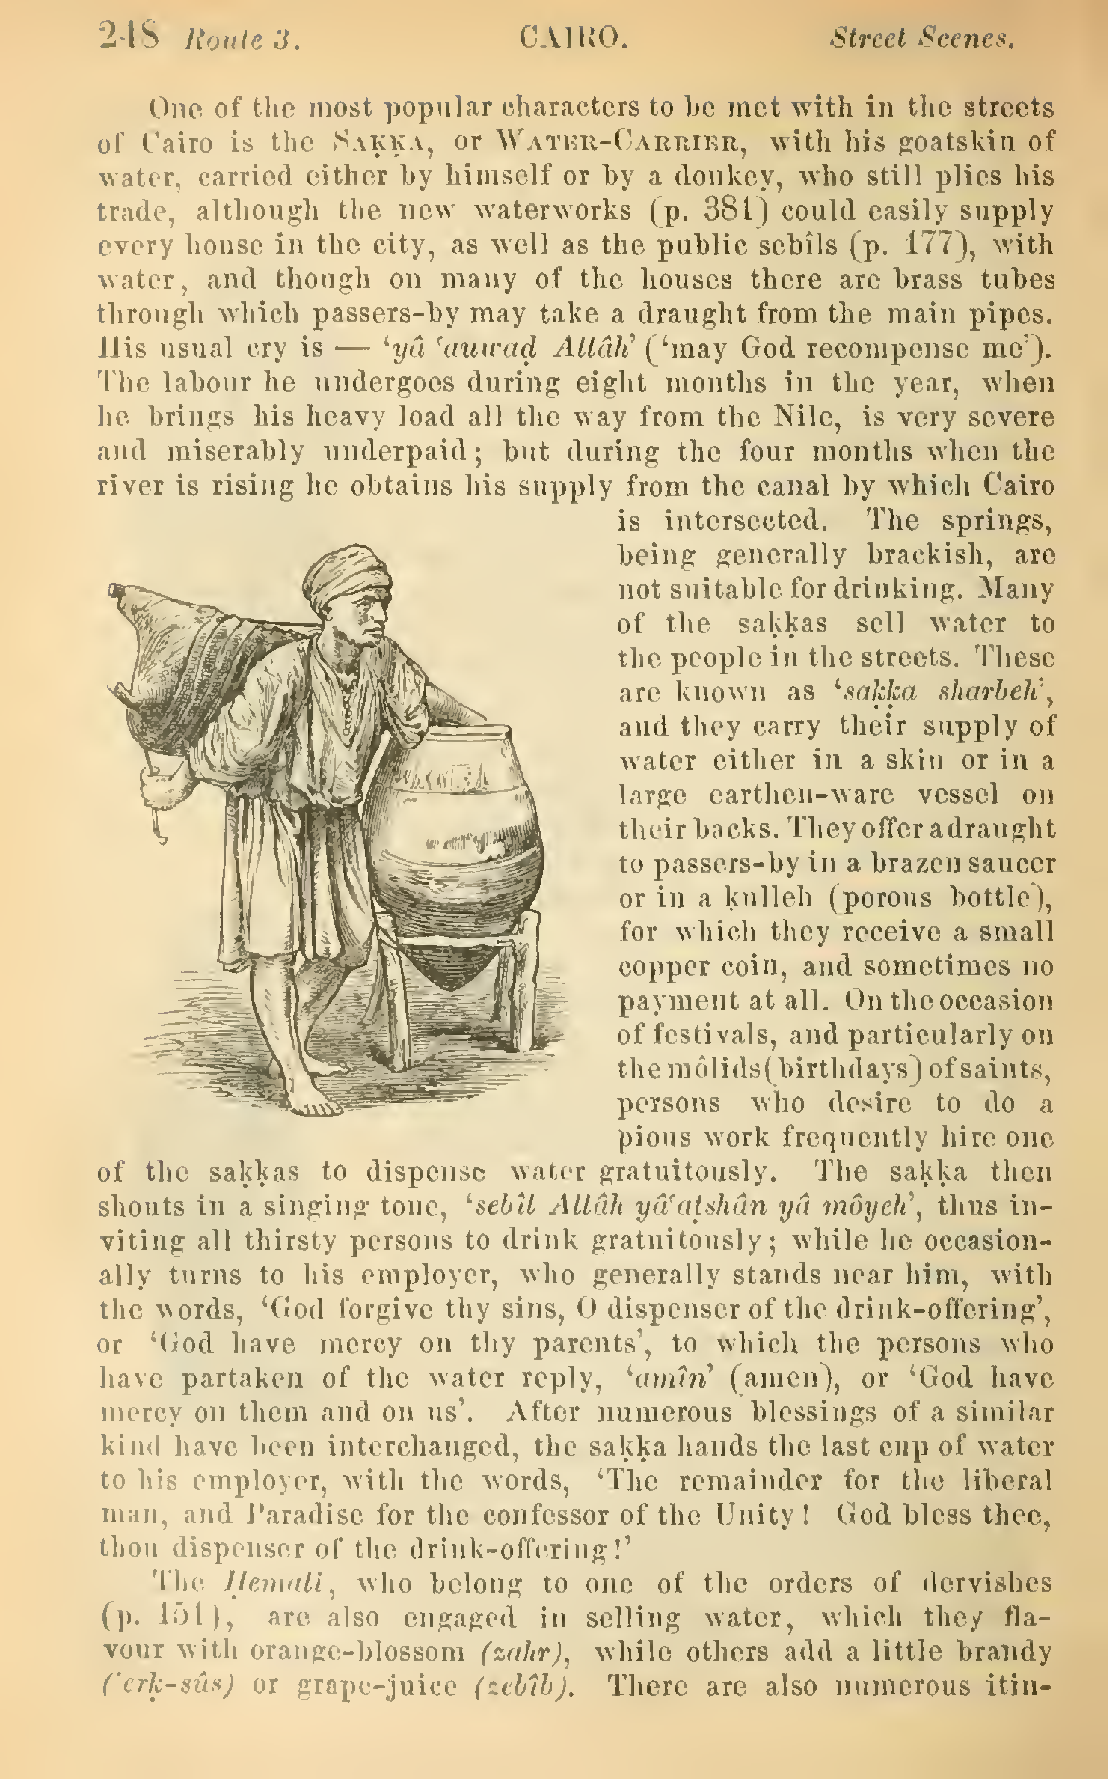 248 Route 3. CAIRO. Street Scenes.
One of the most popular characters to be met with in the streets
of Cairo is the SAḲḲA, or WATER-CARRIER, with his goatskin of
water, carried either by himself or by a donkey, who still plies his
trade, although the new waterworks (p. 381) could easily supply
every house in the city, as well as the public sebîls (p. 177), with
water, and though on many of the houses there are brass tubes
through which passers-by may take a draught from the main pipes.
His usual cry is — ‘yâ ‘auwaḍ Allâh’ (‘may God recompense me’).
The labour he undergoes during eight months in the year, when
he brings his heavy load all the way from the Nile, is very severe
and miserably underpaid; but during the four months when the
river is rising he obtains his supply from the canal by which Cairo
is intersected. The springs,
being generally brackish, are
not suitable for drinking. Many
of the saḳḳas sell water to
the people in the streets. These
are known as ‘saḳḳa sharbeh’,
and they carry their supply of
water either in a skin or in a
large earthen-ware vessel on
their backs. They offer a draught
to passers-by in a brazen saucer
or in a ḳulleh (porous bottle),
for which they receive a small
copper coin, and sometimes no
payment at all. On the occasion
of festivals, and particularly on
the môlids (birthdays) of saints,
persons who desire to do a
pious work frequently hire one
of the saḳḳas to dispense water gratuitously. The saḳḳa then
shouts in a singing tone, ‘sebîl Allâh yâ‘aṭshân yâ môyeh’, thus in-
viting all thirsty persons to drink gratuitously; while he occasion-
ally turns to his employer, who generally stands near him, with
the words, ‘God forgive thy sins, O dispenser of the drink-offering’,
or ‘God have mercy on thy parents’, to which the persons who
have partaken of the water reply, ‘amîn’ (amen), or ‘God have
mercy on them and on us’. After numerous blessings of a similar
kind have been interchanged, the saḳḳa hands the last cup of water
to his employer, with the words, ‘The remainder for the liberal
man, and Paradise for the confessor of the Unity! God bless thee,
thou dispenser of the drink-offering!’
The Ḥemali, who belong to one of the orders of dervishes
(p. 151), are also engaged in selling water, which they fla-
vour with orange-blossom (zahr), while others add a little brandy
(‘erḳ-sûs) or grape-juice (zebîb). There are also numerous itin-